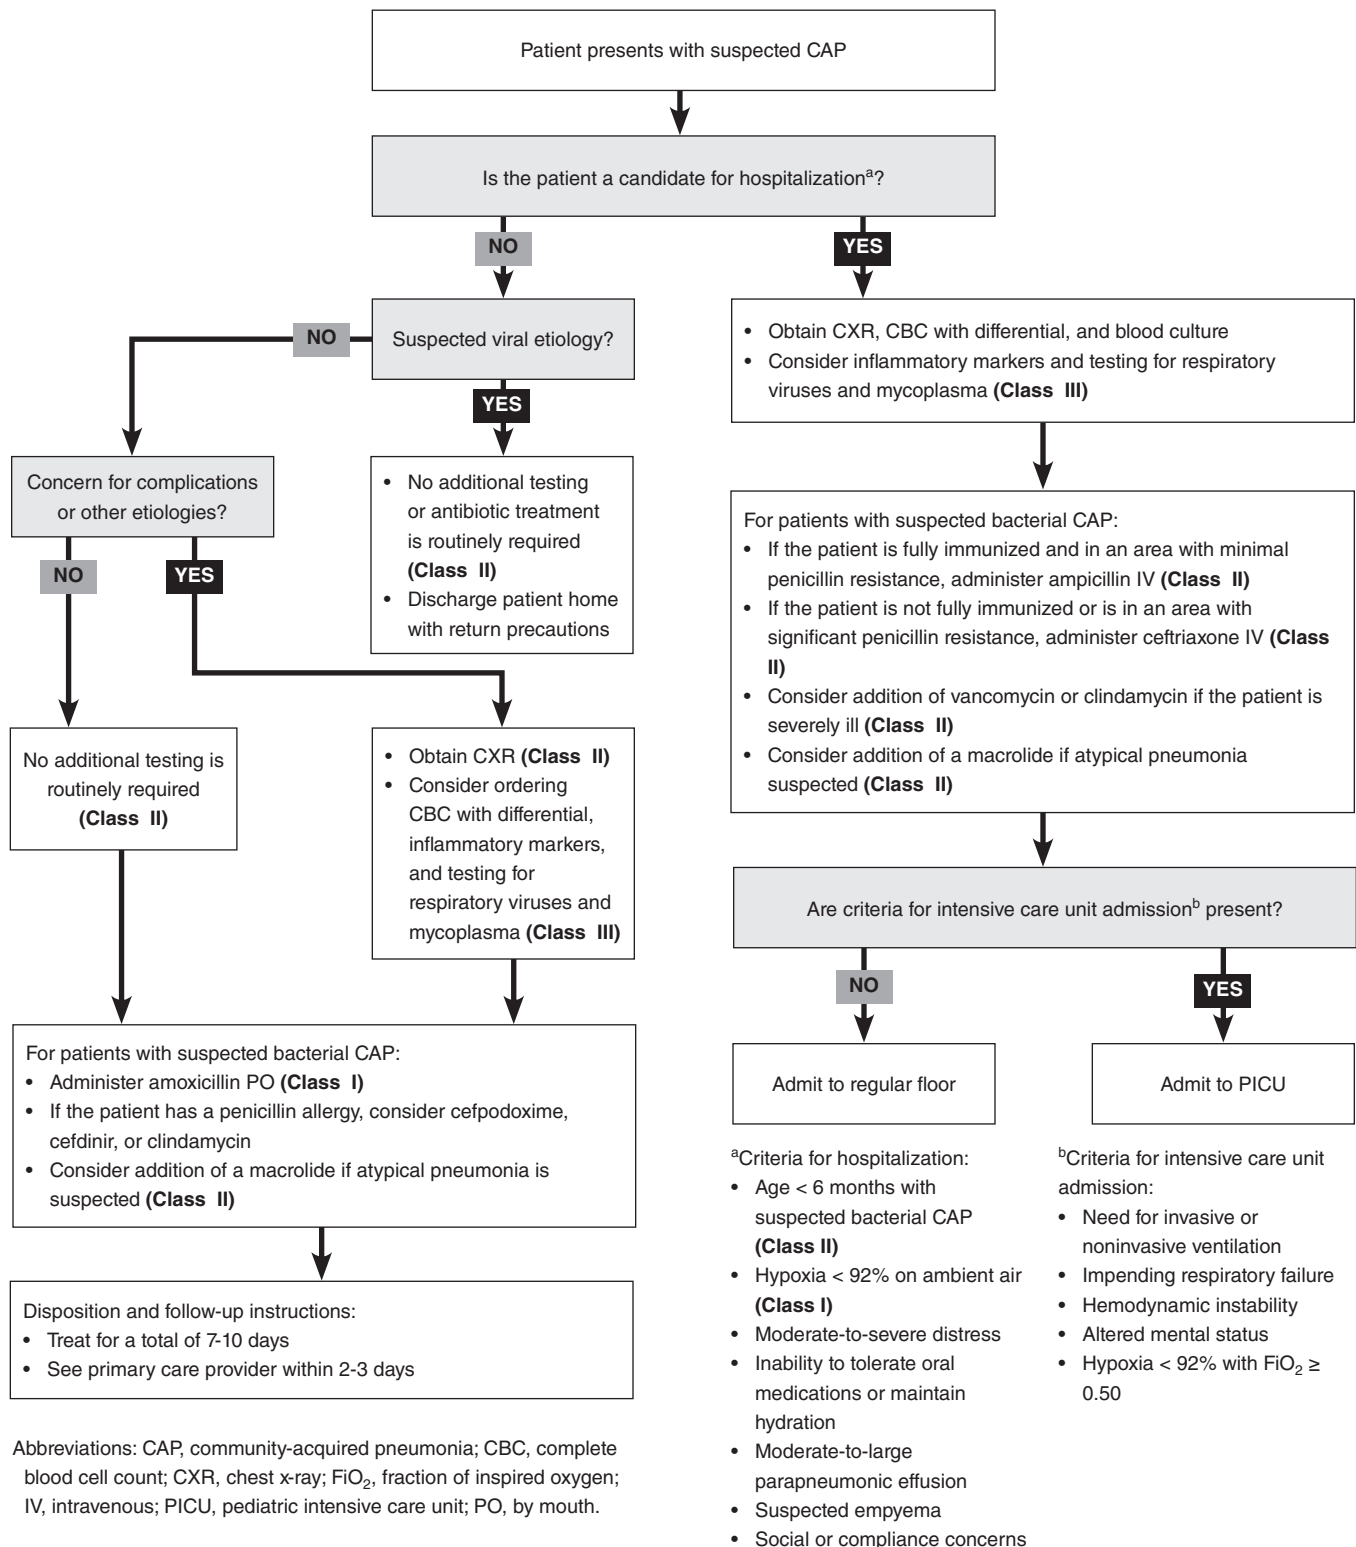 Patient presents with suspected CAP
Is the patient a candidate for hospitalizationa?
NO
YES
Suspected viral etiology?
NO
YES
• Obtain CXR, CBC with differential, and blood culture
• Consider inflammatory markers and testing for respiratory
viruses and mycoplasma (Class III)
Concern for complications
or other etiologies?
NO
YES
• No additional testing
or antibiotic treatment
is routinely required
(Class II)
• Discharge patient home
with return precautions
For patients with suspected bacterial CAP:
• If the patient is fully immunized and in an area with minimal
penicillin resistance, administer ampicillin IV (Class II)
• If the patient is not fully immunized or is in an area with
significant penicillin resistance, administer ceftriaxone IV (Class
II)
• Consider addition of vancomycin or clindamycin if the patient is
severely ill (Class II)
• Consider addition of a macrolide if atypical pneumonia
suspected (Class II)
No additional testing is
routinely required
(Class II)
• Obtain CXR (Class II)
• Consider ordering
CBC with differential,
inflammatory markers,
and testing for
respiratory viruses and
mycoplasma (Class III)
Are criteria for intensive care unit admissionb present?
NO
YES
For patients with suspected bacterial CAP:
• Administer amoxicillin PO (Class I)
• If the patient has a penicillin allergy, consider cefpodoxime,
cefdinir, or clindamycin
• Consider addition of a macrolide if atypical pneumonia is
suspected (Class II)
Admit to regular floor
Admit to PICU
Disposition and follow-up instructions:
• Treat for a total of 7-10 days
• See primary care provider within 2-3 days
aCriteria for hospitalization:
• Age < 6 months with
suspected bacterial CAP
(Class II)
• Hypoxia < 92% on ambient air
(Class I)
• Moderate-to-severe distress
• Inability to tolerate oral
medications or maintain
hydration
• Moderate-to-large
parapneumonic effusion
• Suspected empyema
• Social or compliance concerns
bCriteria for intensive care unit
admission:
• Need for invasive or
noninvasive ventilation
• Impending respiratory failure
• Hemodynamic instability
• Altered mental status
• Hypoxia < 92% with FiO2 ≥
0.50
Abbreviations: CAP, community-acquired pneumonia; CBC, complete
blood cell count; CXR, chest x-ray; FiO2, fraction of inspired oxygen;
IV, intravenous; PICU, pediatric intensive care unit; PO, by mouth.